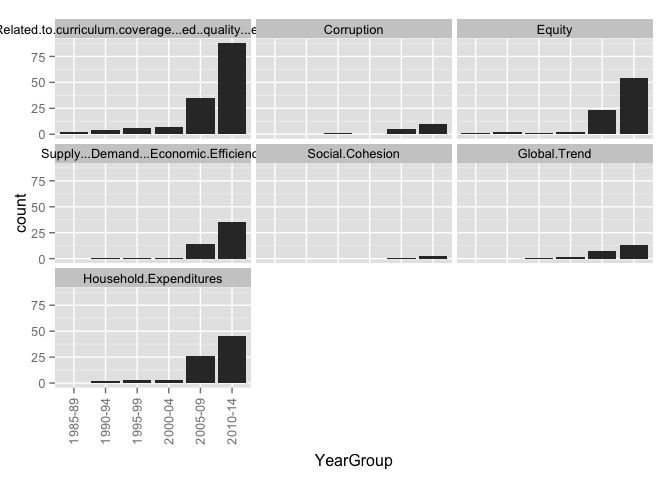 Related.to.curriculum.coverage...ed..quality...e
Corruption
Equity
75
50
25
0
Supply...Demand...Economic.Efficienc
Social.Cohesion
Global.Trend
75
50
25
0
count
Household.Expenditures
75
50
25
0
1985-89
1990-94
1995-99
2000-04
2005-09
2010-14
YearGroup